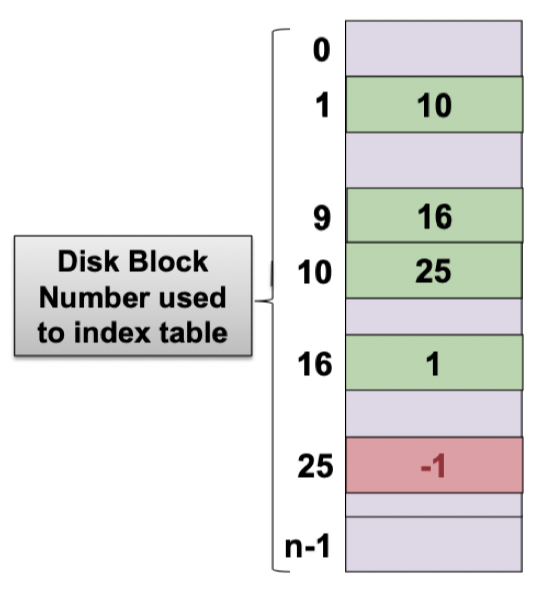 0
1 10
9 16
Disk Block
Number used
to index table
10 25
16 1
25 -1
n-1